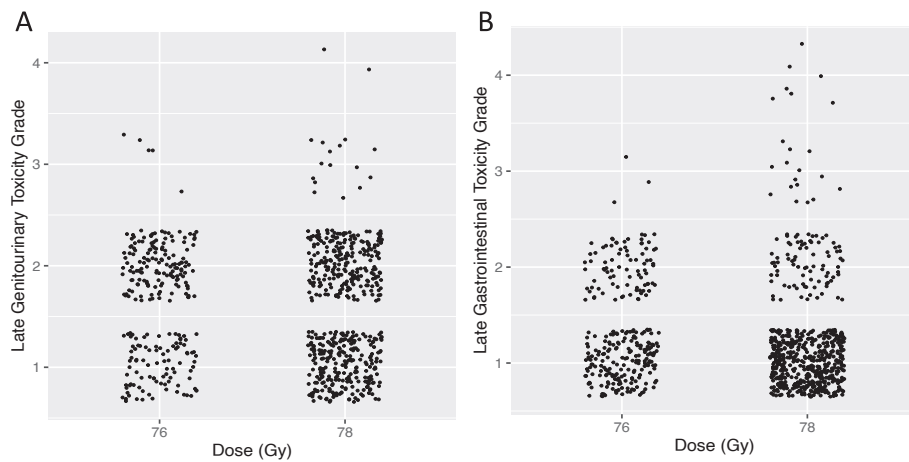 A
Late Genitourinary Toxicity Grade
4
3
2
1
76
78
Dose (Gy)
B
Late Gastrointestinal Toxicity Grade
4
3
2
1
76
78
Dose (Gy)